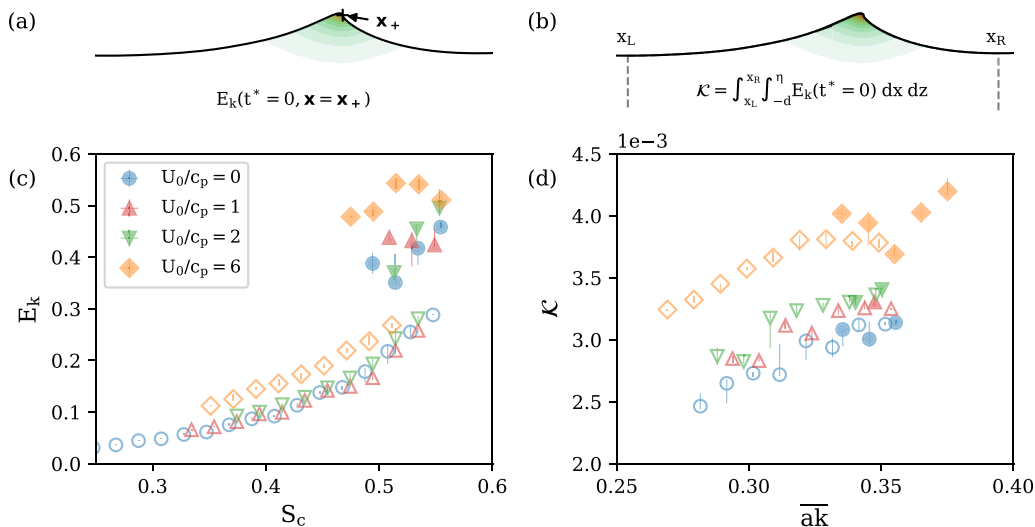 (a)
x₊
E_k(t* = 0, x = x₊)
(b)
x_L
x_R
𝒦 = ∫_{x_L}^{x_R} ∫_{-d}^{η} E_k(t* = 0) dx dz
(c)
U₀/c_p = 0
U₀/c_p = 1
U₀/c_p = 2
U₀/c_p = 6
E_k
0.6
0.5
0.4
0.3
0.2
0.1
0.0
0.3
0.4
0.5
0.6
S_c
1e−3
(d)
𝒦
4.5
4.0
3.5
3.0
2.5
2.0
0.25
0.30
0.35
0.40
a̅k̅